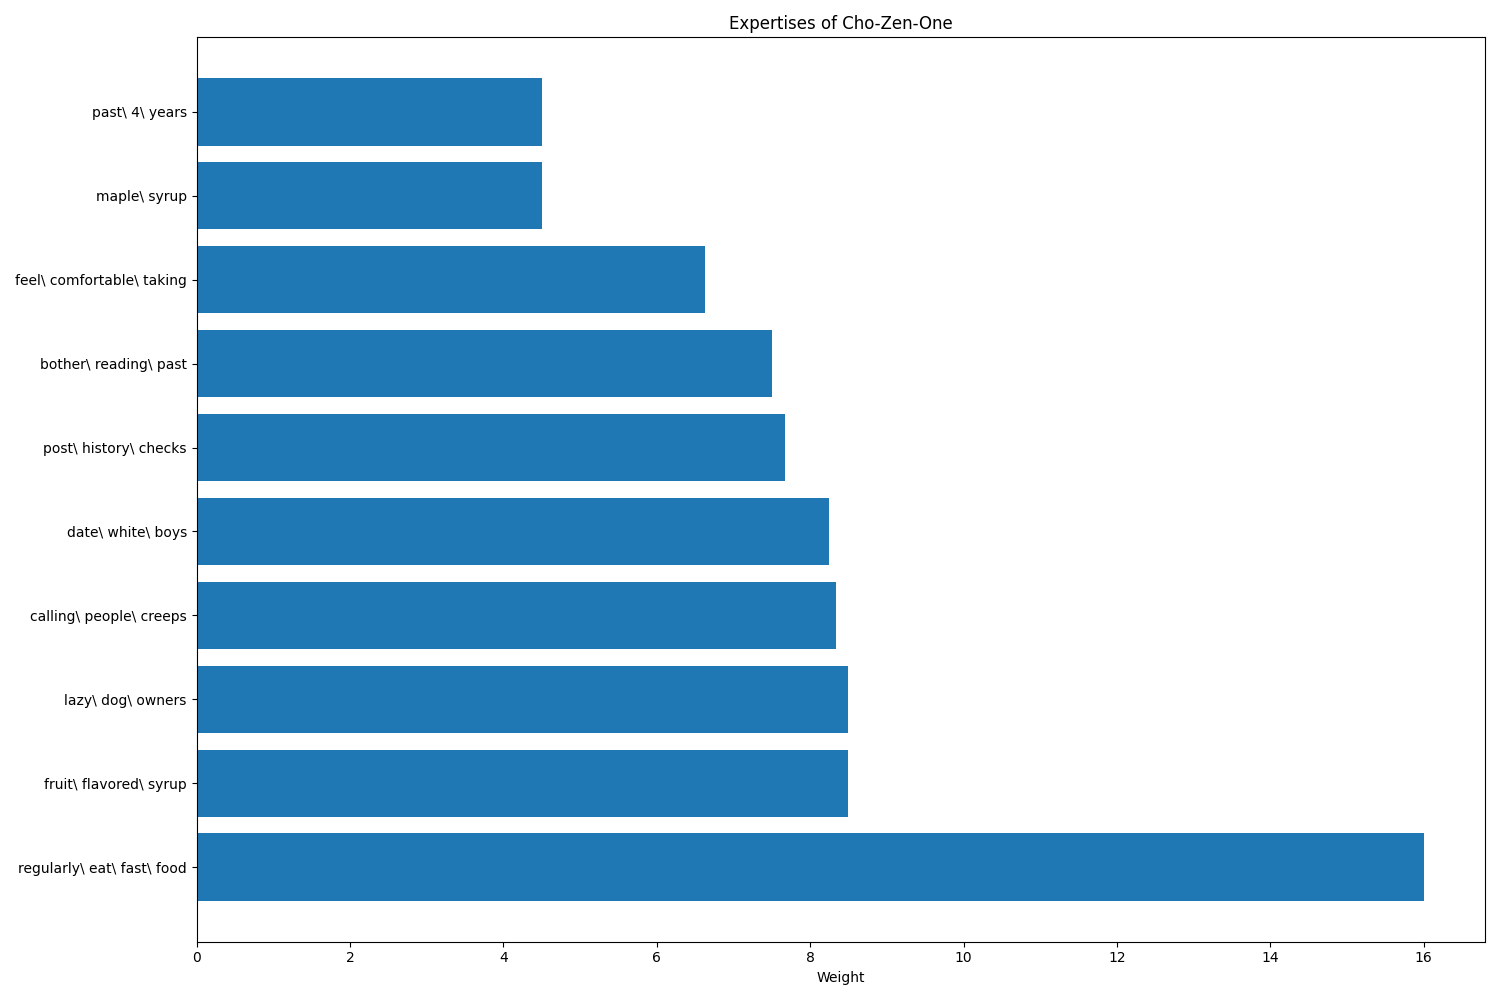 Expertises of Cho-Zen-One
past\ 4\ years
maple\ syrup
feel\ comfortable\ taking
bother\ reading\ past
post\ history\ checks
date\ white\ boys
calling\ people\ creeps
lazy\ dog\ owners
fruit\ flavored\ syrup
regularly\ eat\ fast\ food
0 2 4 6 8 10 12 14 16
Weight